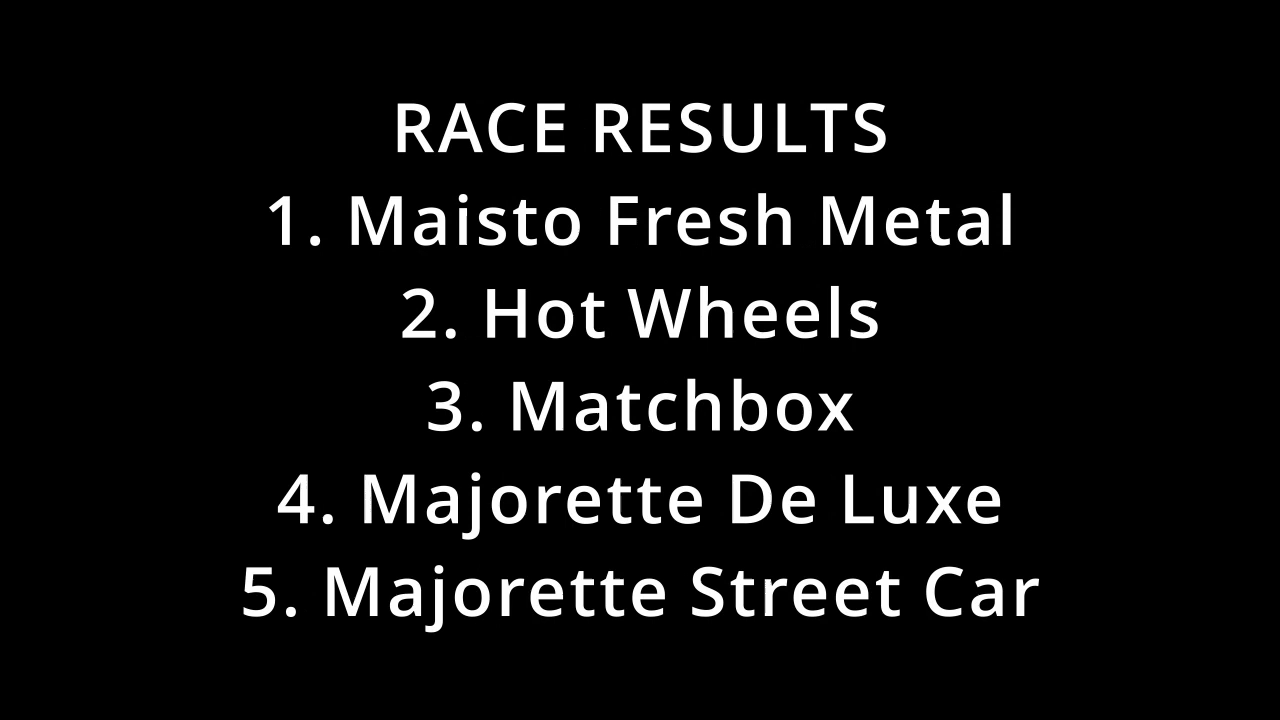 RACE RESULTS
1. Maisto Fresh Metal
2. Hot Wheels
3. Matchbox
4. Majorette De Luxe
5. Majorette Street Car